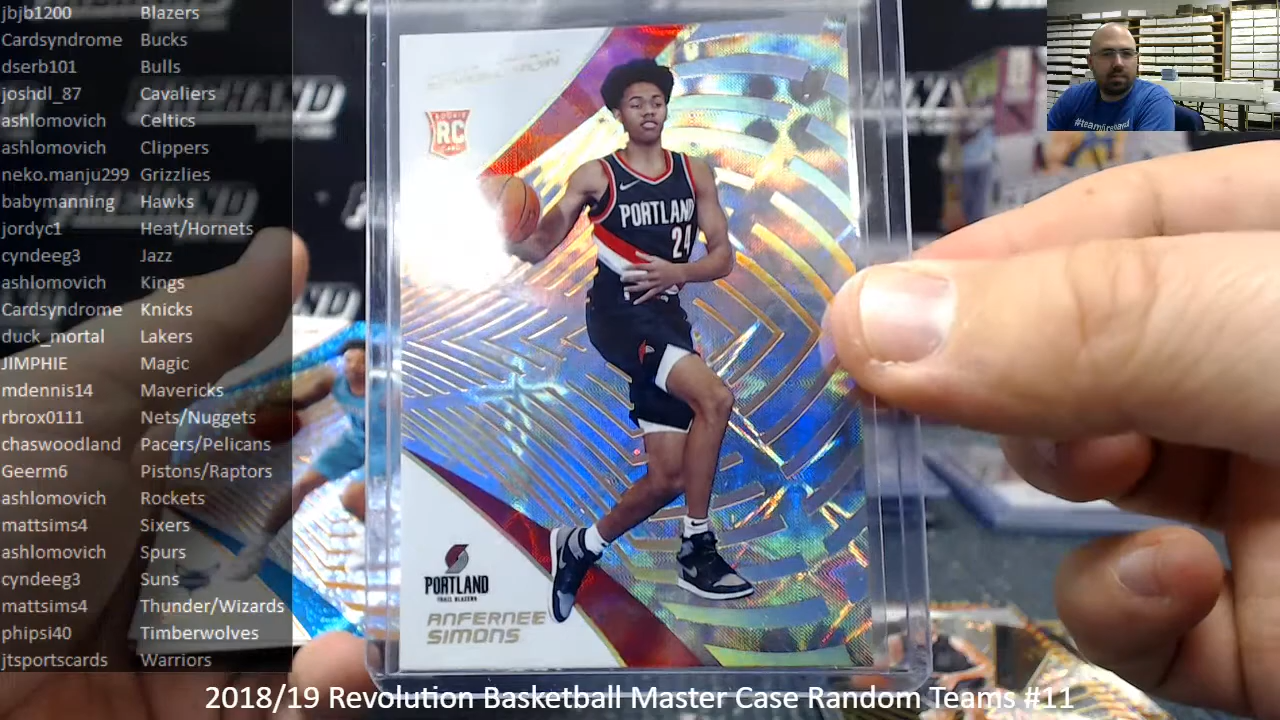 jbjb1200 Blazers
Cardsyndrome Bucks
dserb101 Bulls
joshdl_87 Cavaliers
ashlomovich Celtics
ashlomovich Clippers
neko.manju299 Grizzlies
babymanning Hawks
jordyc1 Heat/Hornets
cyndeeg3 Jazz
ashlomovich Kings
Cardsyndrome Knicks
duck_mortal Lakers
JIMPHIE Magic
mdennis14 Mavericks
rbrox0111 Nets/Nuggets
chaswoodland Pacers/Pelicans
Geerm6 Pistons/Raptors
ashlomovich Rockets
mattsims4 Sixers
ashlomovich Spurs
cyndeeg3 Suns
mattsims4 Thunder/Wizards
phipsi40 Timberwolves
jtsportscards Warriors
ROOKIE
RC
CARD
PORTLAND
24
PORTLAND
TRAIL BLAZERS
ANFERNEE
SIMONS
2018/19 Revolution Basketball Master Case Random Teams #11